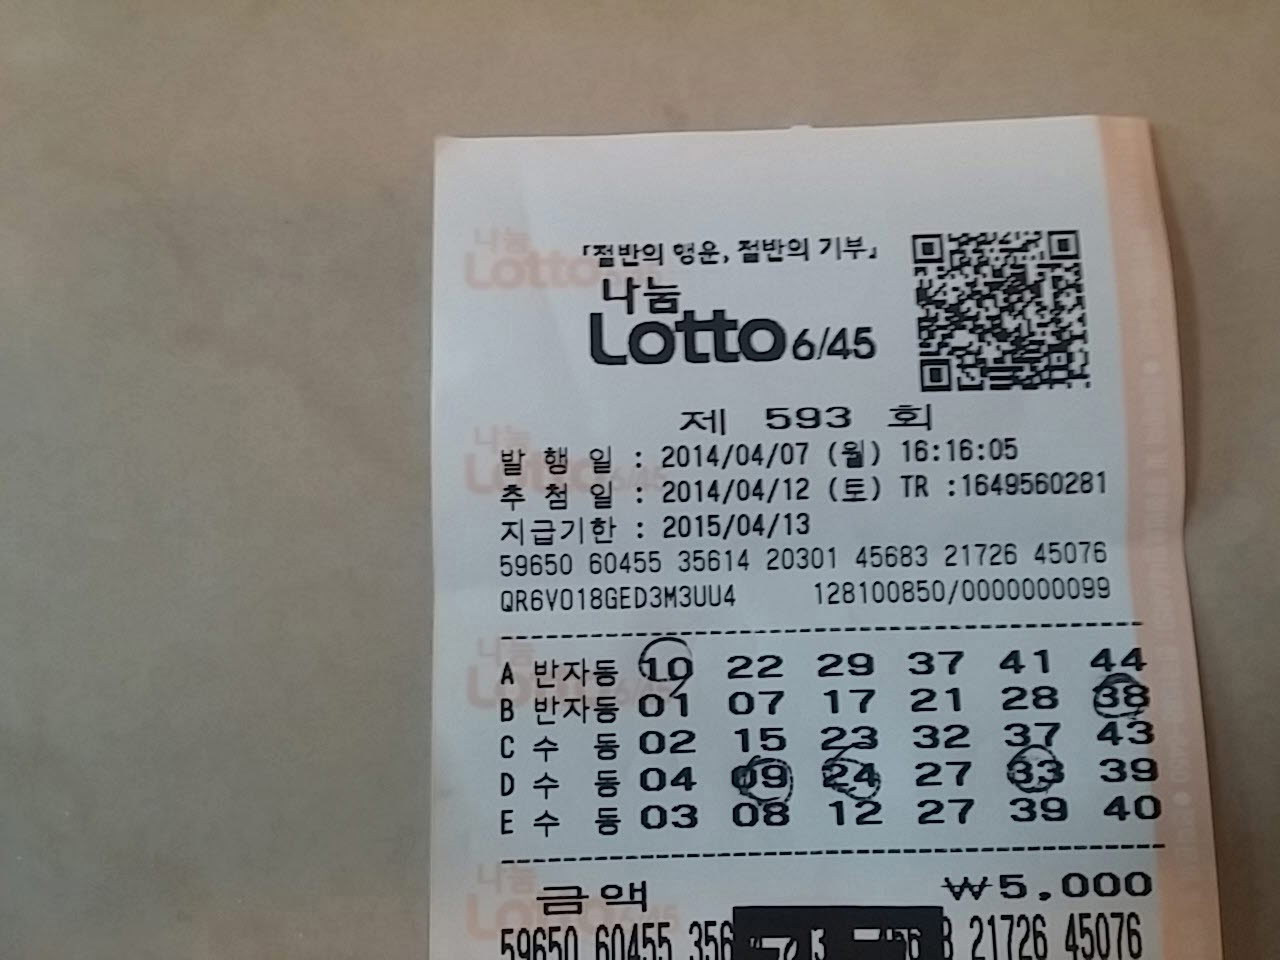 「절반의 행운, 절반의 기부」
나눔
Lotto 6/45
제 593 회
발 행 일 : 2014/04/07 (월) 16:16:05
추 첨 일 : 2014/04/12 (토) TR :1649560281
지급기한 : 2015/04/13
59650 60455 35614 20301 45683 21726 45076
QR6V018GED3M3UU4 128100850/0000000099
A 반자동 10 22 29 37 41 44
B 반자동 01 07 17 21 28 38
C 수 동 02 15 23 32 37 43
D 수 동 04 09 24 27 33 39
E 수 동 03 08 12 27 39 40
금액 ₩5,000
59650 60455 356 21726 45076